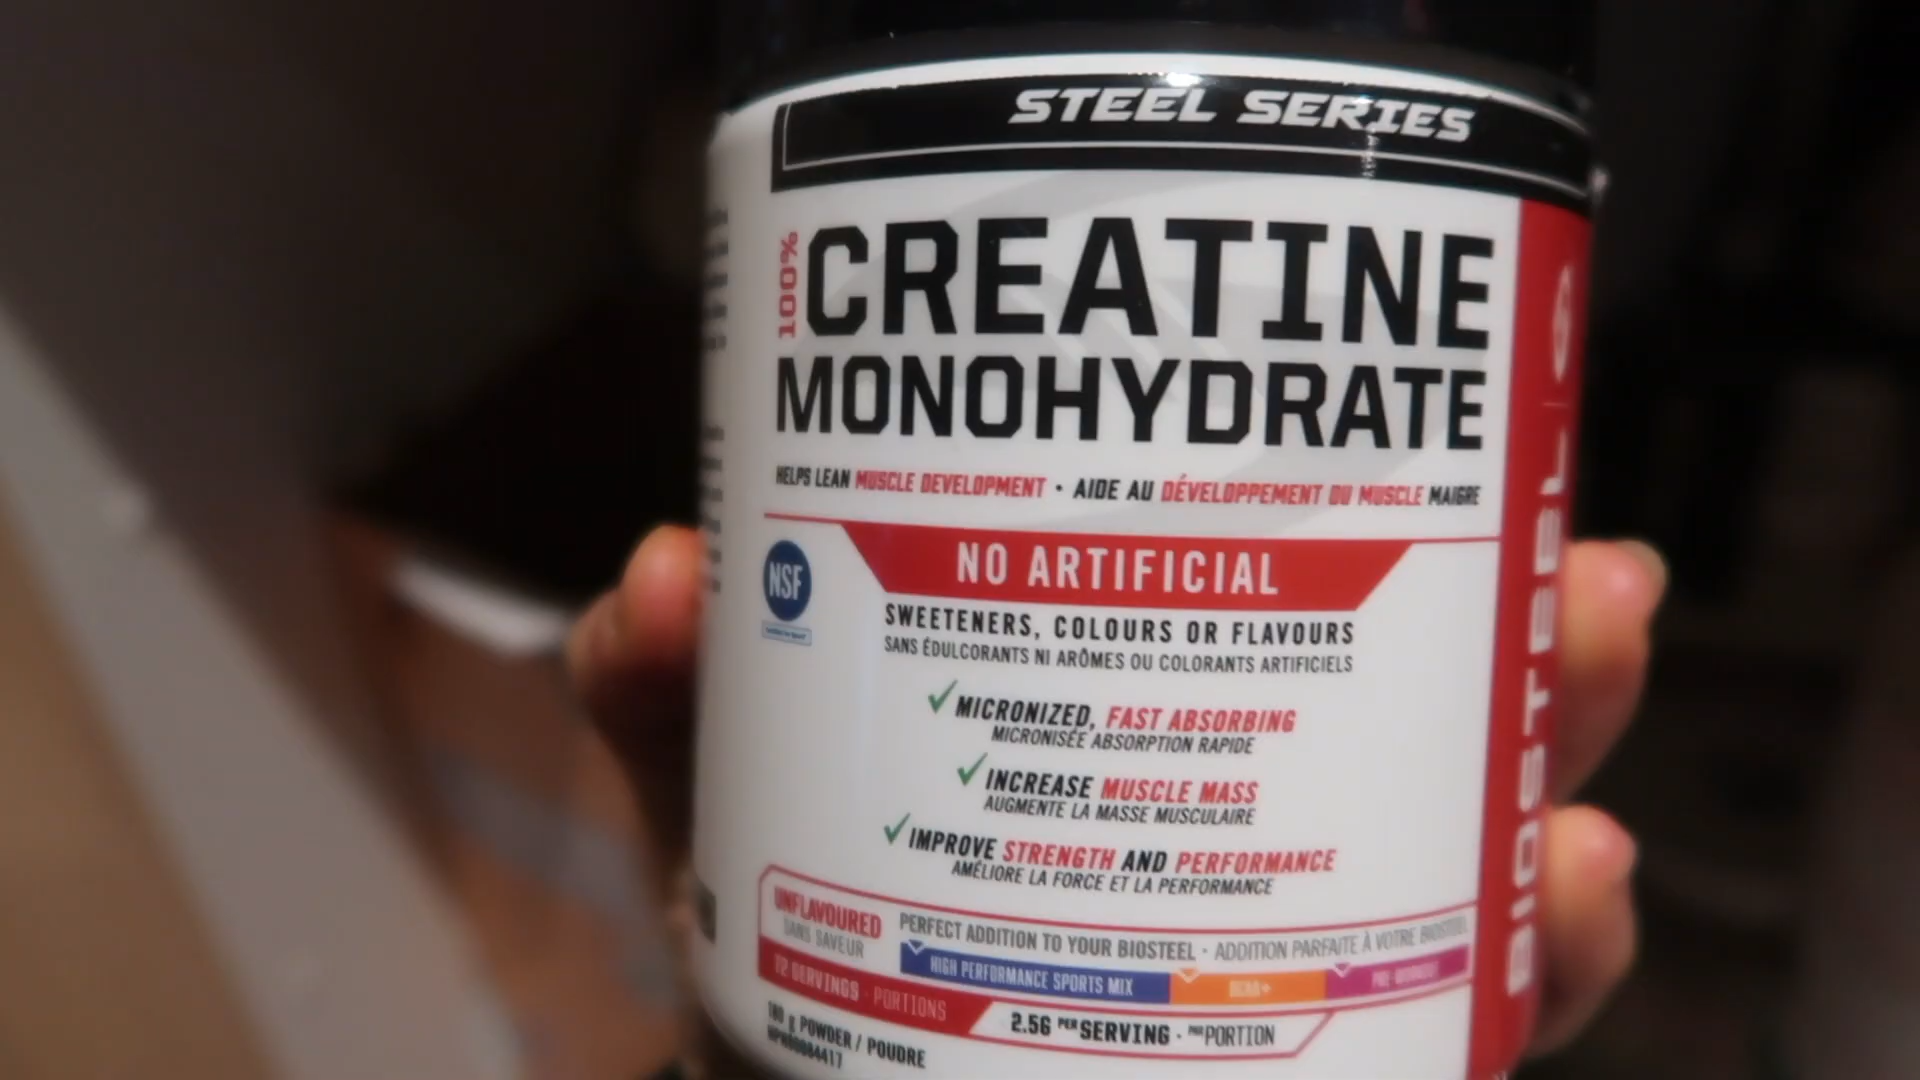 STEEL SERIES
100% CREATINE
MONOHYDRATE
HELPS LEAN MUSCLE DEVELOPMENT · AIDE AU DÉVELOPPEMENT DU MUSCLE MAIGRE
NSF
NO ARTIFICIAL
SWEETENERS, COLOURS OR FLAVOURS
SANS ÉDULCORANTS NI ARÔMES OU COLORANTS ARTIFICIELS
MICRONIZED, FAST ABSORBING
MICRONISÉE ABSORPTION RAPIDE
INCREASE MUSCLE MASS
AUGMENTE LA MASSE MUSCULAIRE
IMPROVE STRENGTH AND PERFORMANCE
AMÉLIORE LA FORCE ET LA PERFORMANCE
UNFLAVOURED
SANS SAVEUR
PERFECT ADDITION TO YOUR BIOSTEEL · ADDITION PARFAITE À VOTRE BIOSTEEL
HIGH PERFORMANCE SPORTS MIX
BCAA+
PRE-WORKOUT
72 SERVINGS · PORTIONS
2.5G PER SERVING · PAR PORTION
180 g POWDER / POUDRE
BIOSTEEL